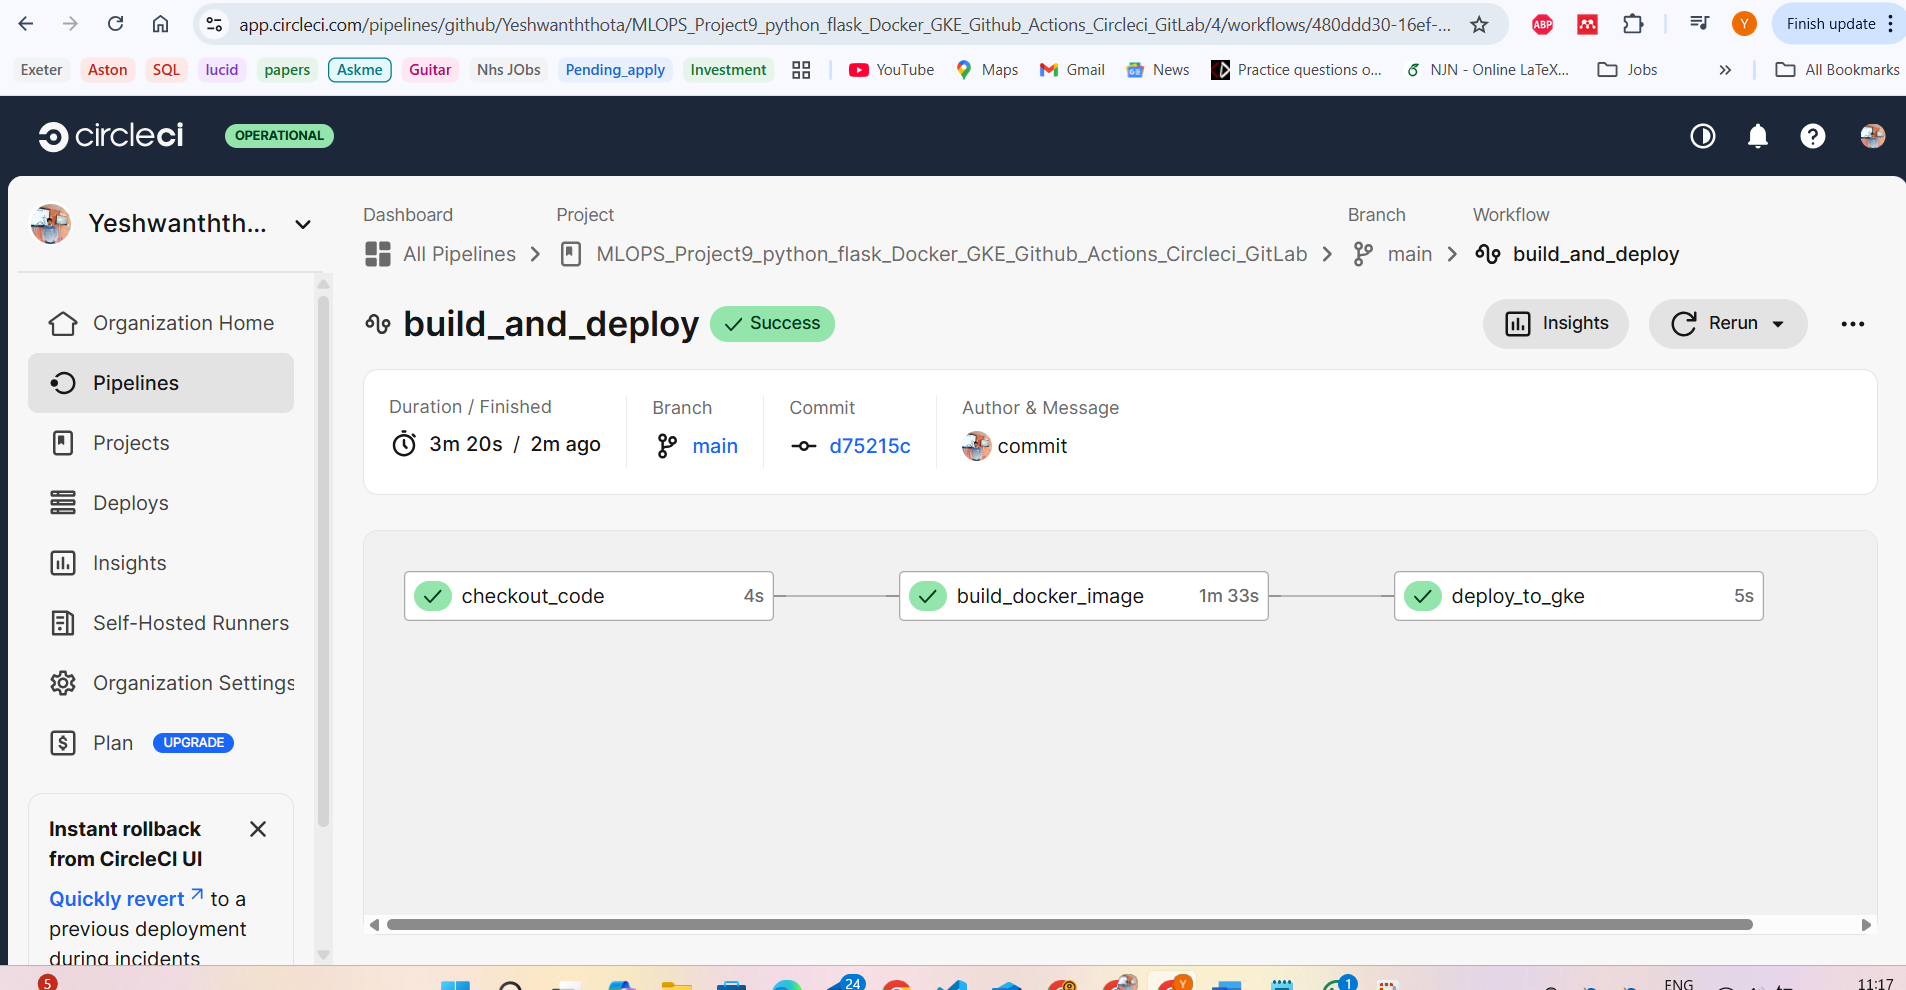 app.circleci.com/pipelines/github/Yeshwanththota/MLOPS_Project9_python_flask_Docker_GKE_Github_Actions_Circleci_GitLab/4/workflows/480ddd30-16ef-...
ABP
Y
Finish update
Exeter
Aston
SQL
lucid
papers
Askme
Guitar
Nhs JObs
Pending_apply
Investment
YouTube
Maps
Gmail
News
Practice questions o...
NJN - Online LaTeX...
Jobs
All Bookmarks
circleci
OPERATIONAL
Yeshwanthth...
Organization Home
Pipelines
Projects
Deploys
Insights
Self-Hosted Runners
Organization Settings
Plan UPGRADE
Instant rollback
from CircleCI UI
Quickly revert to a
previous deployment
during incidents
Dashboard Project Branch Workflow
All Pipelines MLOPS_Project9_python_flask_Docker_GKE_Github_Actions_Circleci_GitLab main build_and_deploy
build_and_deploy Success
Insights Rerun
Duration / Finished
3m 20s / 2m ago
Branch
main
Commit
d75215c
Author & Message
commit
checkout_code 4s
build_docker_image 1m 33s
deploy_to_gke 5s
5
24
Y
1
ENG
11:17